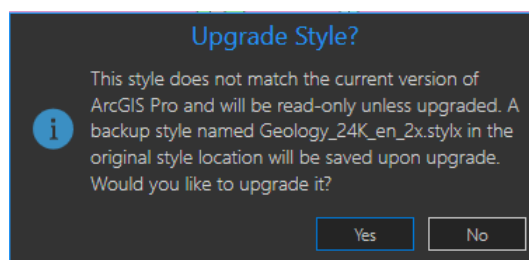 Upgrade Style?
This style does not match the current version of
ArcGIS Pro and will be read-only unless upgraded. A
backup style named Geology_24K_en_2x.stylx in the
original style location will be saved upon upgrade.
Would you like to upgrade it?
Yes No